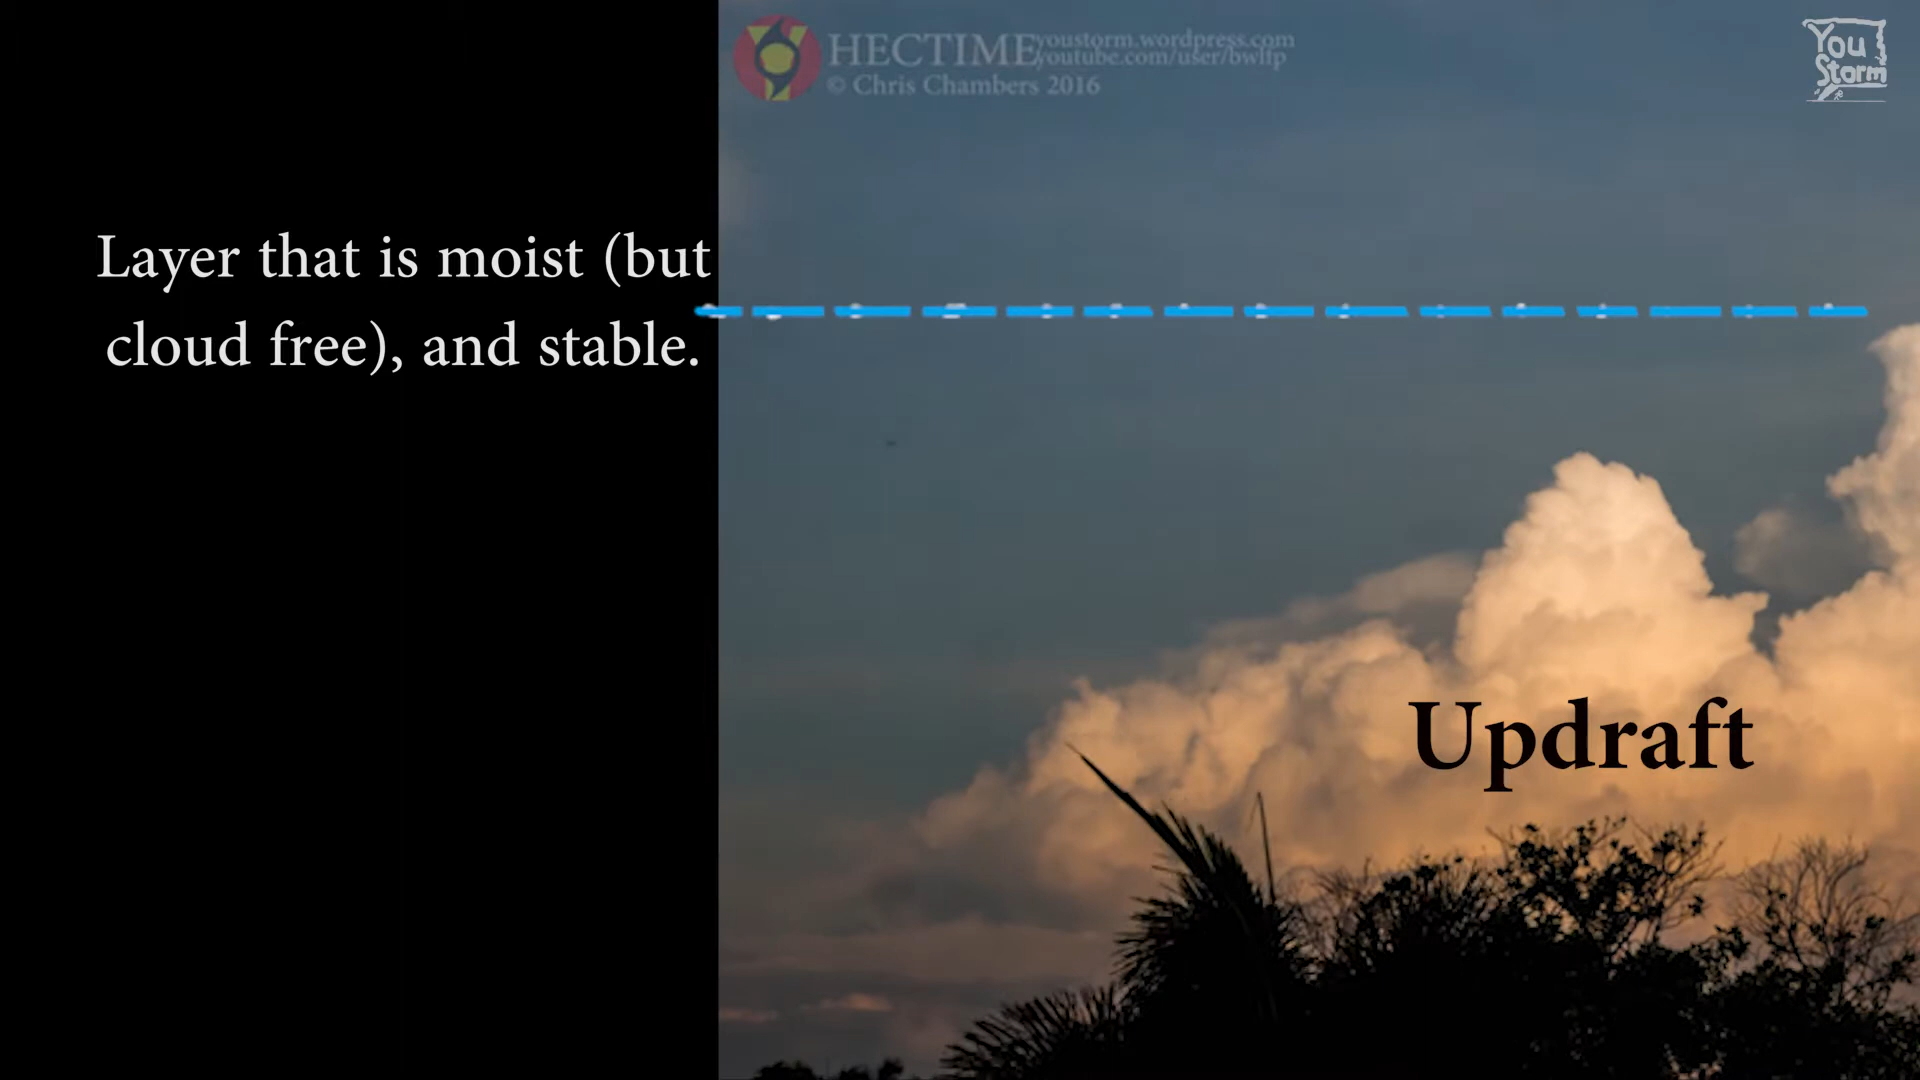 HECTIME
youstorm.wordpress.com
youtube.com/user/bwlfp
© Chris Chambers 2016
You
Storm
Layer that is moist (but
cloud free), and stable.
Updraft